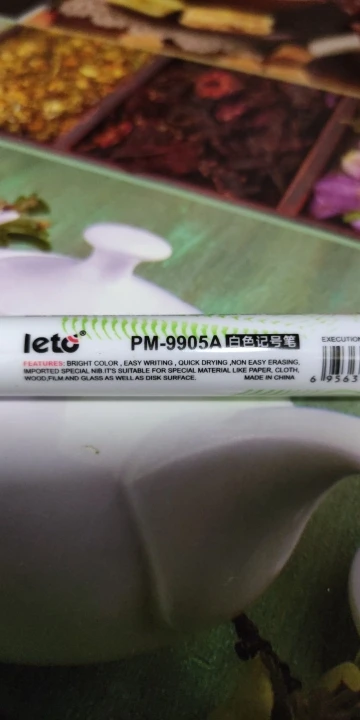 leto® PM-9905A 白色记号笔 EXECUTION
FEATURES: BRIGHT COLOR , EASY WRITING , QUICK DRYING ,NON EASY ERASING,
IMPORTED SPECIAL NIB.IT'S SUITABLE FOR SPECIAL MATERIAL LIKE PAPER, CLOTH,
WOOD,FILM AND GLASS AS WELL AS DISK SURFACE. MADE IN CHINA
6 9563